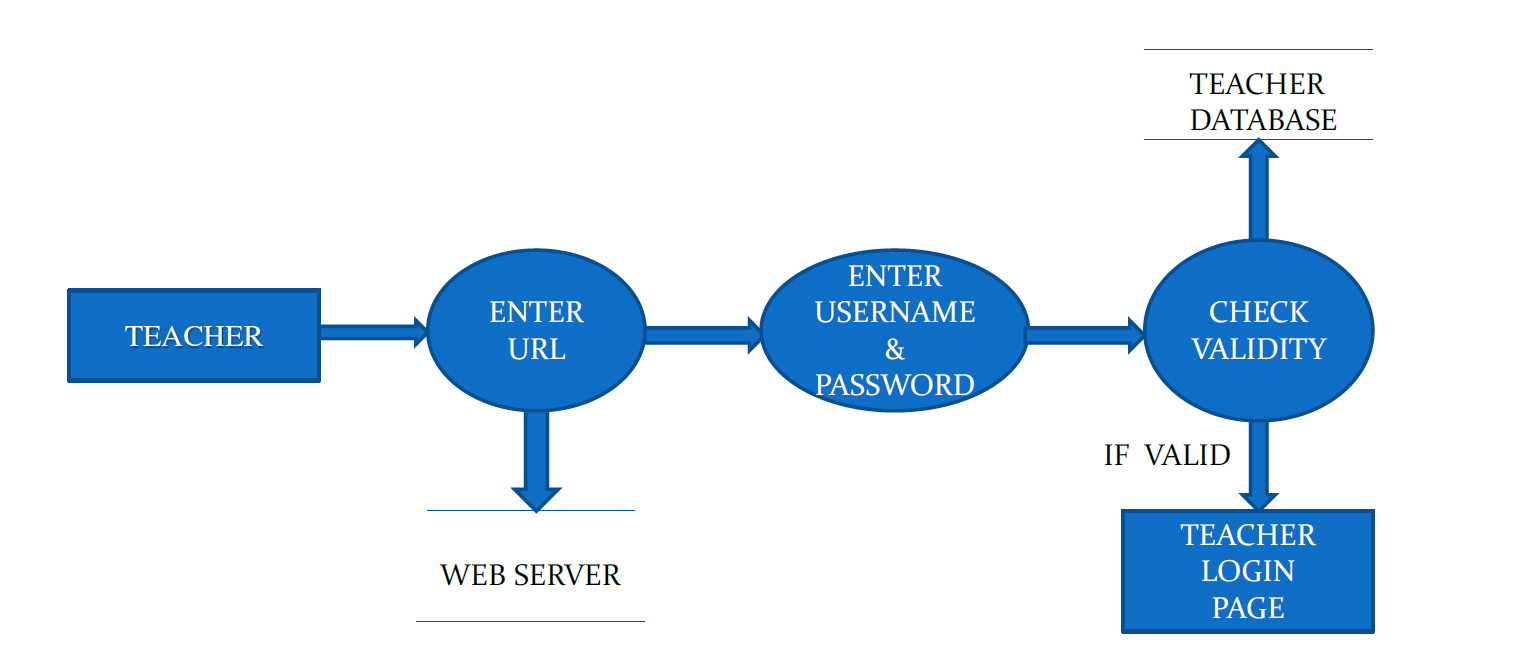 TEACHER
DATABASE
TEACHER
ENTER
URL
ENTER
USERNAME
&
PASSWORD
CHECK
VALIDITY
IF VALID
WEB SERVER
TEACHER
LOGIN
PAGE